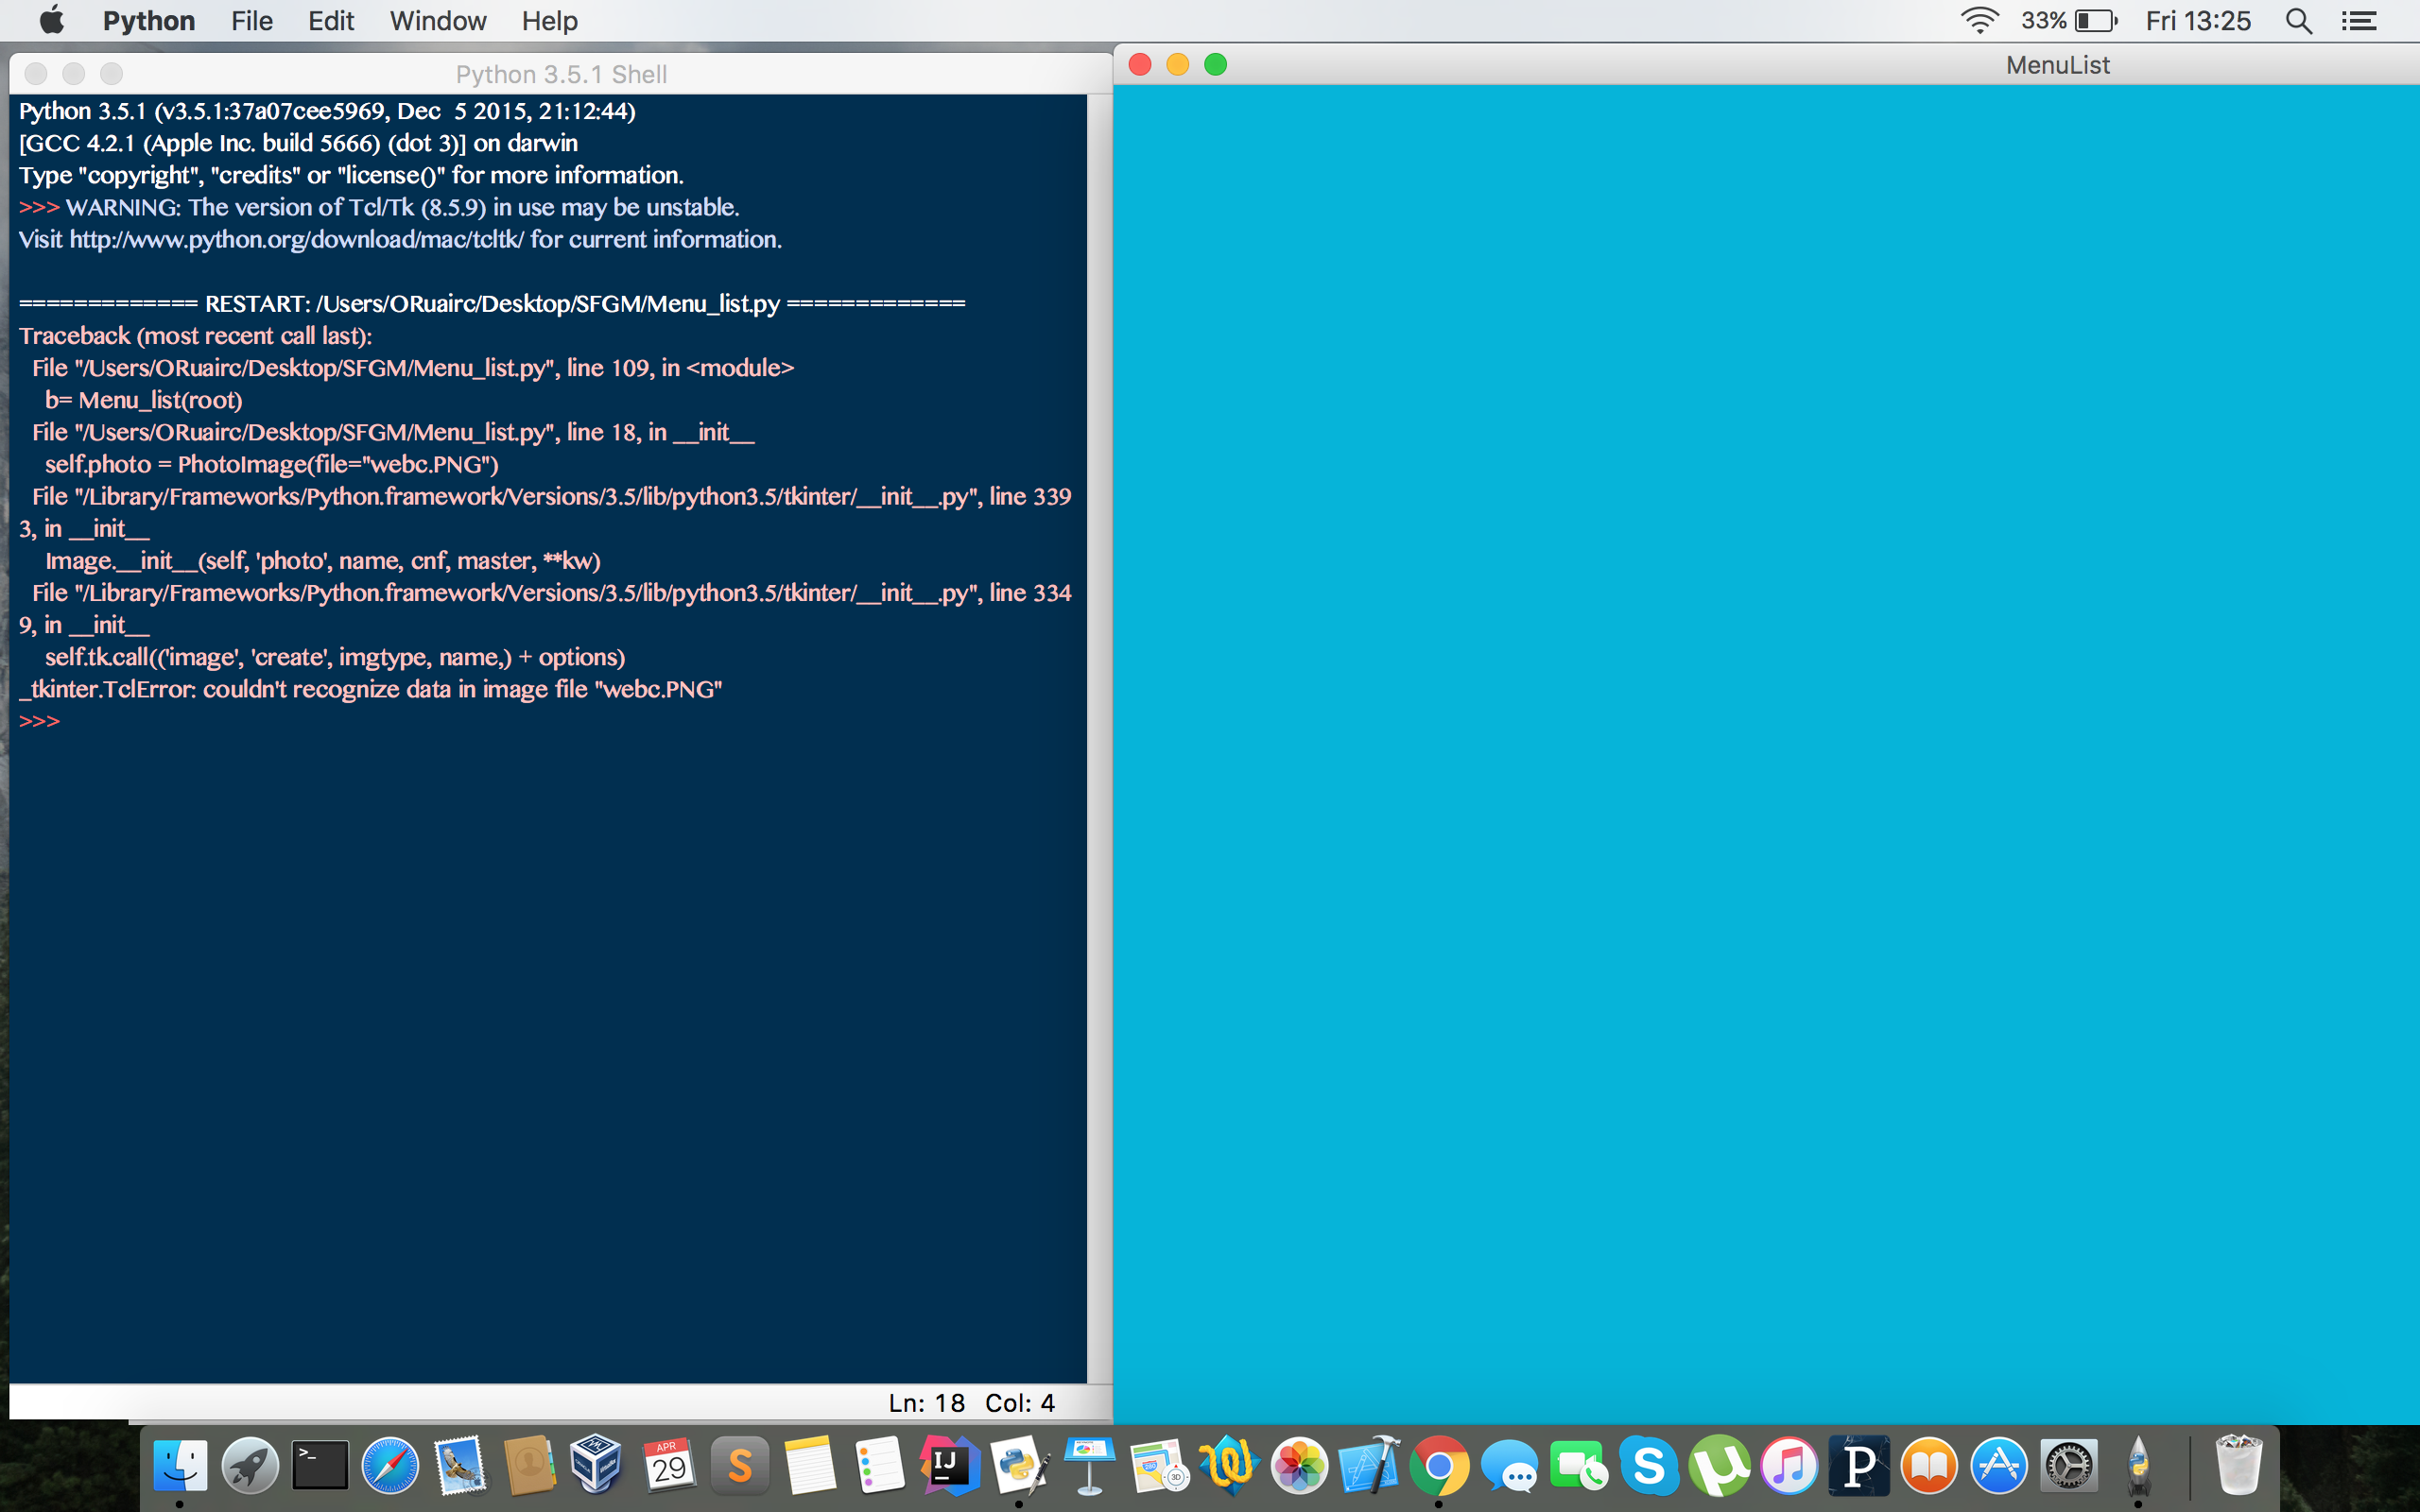 Python File Edit Window Help 33% Fri 13:25
Python 3.5.1 Shell
Python 3.5.1 (v3.5.1:37a07cee5969, Dec  5 2015, 21:12:44)
[GCC 4.2.1 (Apple Inc. build 5666) (dot 3)] on darwin
Type "copyright", "credits" or "license()" for more information.
>>> WARNING: The version of Tcl/Tk (8.5.9) in use may be unstable.
Visit http://www.python.org/download/mac/tcltk/ for current information.
============= RESTART: /Users/ORuairc/Desktop/SFGM/Menu_list.py =============
Traceback (most recent call last):
  File "/Users/ORuairc/Desktop/SFGM/Menu_list.py", line 109, in <module>
    b= Menu_list(root)
  File "/Users/ORuairc/Desktop/SFGM/Menu_list.py", line 18, in __init__
    self.photo = PhotoImage(file="webc.PNG")
  File "/Library/Frameworks/Python.framework/Versions/3.5/lib/python3.5/tkinter/__init__.py", line 339
3, in __init__
    Image.__init__(self, 'photo', name, cnf, master, **kw)
  File "/Library/Frameworks/Python.framework/Versions/3.5/lib/python3.5/tkinter/__init__.py", line 334
9, in __init__
    self.tk.call(('image', 'create', imgtype, name,) + options)
_tkinter.TclError: couldn't recognize data in image file "webc.PNG"
>>>
Ln: 18 Col: 4
MenuList
>_
APR
29
S
IJ
3D
S
P